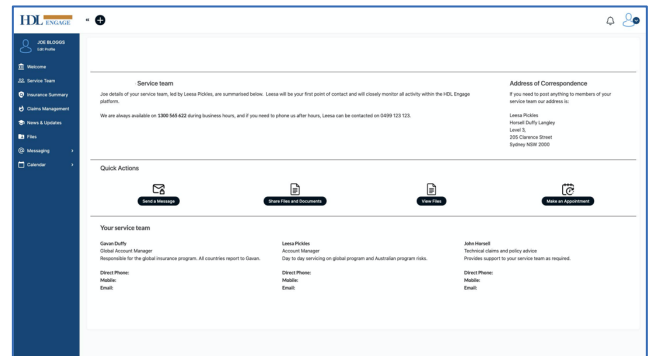 HDL ENGAGE
«
JOE BLOGGS
Edit Profile
Welcome
Service Team
Insurance Summary
Claims Management
News & Updates
Files
Messaging
Calendar
Service team
Joe details of your service team, led by Leesa Pickles, are summarised below. Leesa will be your first point of contact and will closely monitor all activity within the HDL Engage
platform.
We are always available on 1300 565 622 during business hours, and if you need to phone us after hours, Leesa can be contacted on 0499 123 123.
Address of Correspondence
If you need to post anything to members of your
service team our address is:
Leesa Pickles
Horsell Duffy Langley
Level 3,
205 Clarence Street
Sydney NSW 2000
Quick Actions
Send a Message
Share Files and Documents
View Files
Make an Appointment
Your service team
Gavan Duffy
Global Account Manager
Responsible for the global insurance program. All countries report to Gavan.
Direct Phone:
Mobile:
Email:
Leesa Pickles
Account Manager
Day to day servicing on global program and Australian program risks.
Direct Phone:
Mobile:
Email:
John Horsell
Technical claims and policy advice
Provides support to your service team as required.
Direct Phone:
Mobile:
Email: